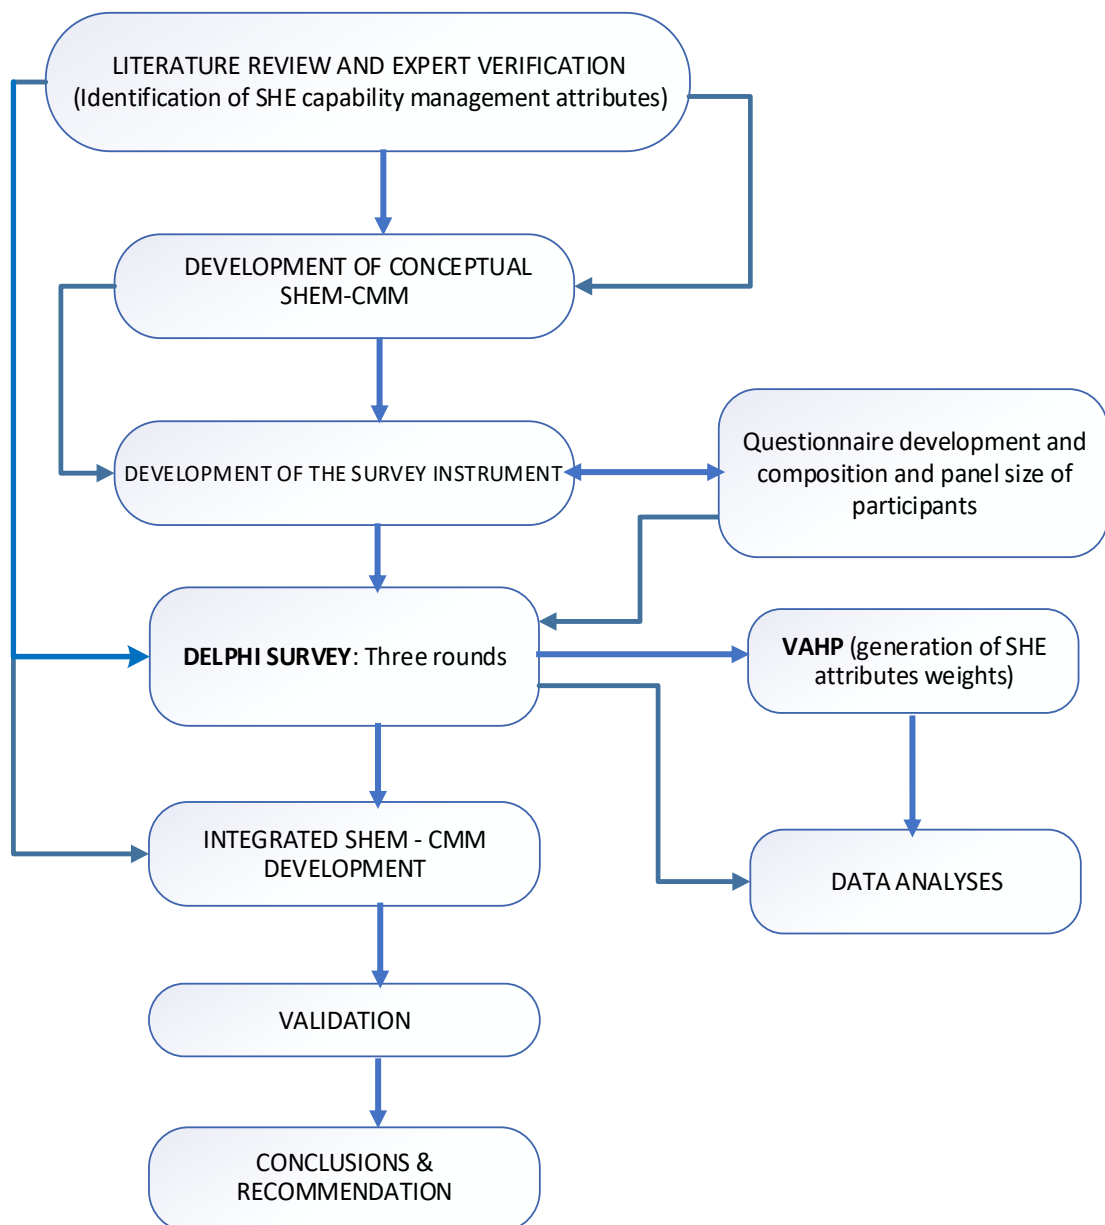 LITERATURE REVIEW AND EXPERT VERIFICATION
(Identification of SHE capability management attributes)
DEVELOPMENT OF CONCEPTUAL
SHEM-CMM
DEVELOPMENT OF THE SURVEY INSTRUMENT
Questionnaire development and
composition and panel size of
participants
DELPHI SURVEY: Three rounds
VAHP (generation of SHE
attributes weights)
INTEGRATED SHEM - CMM
DEVELOPMENT
DATA ANALYSES
VALIDATION
CONCLUSIONS &
RECOMMENDATION